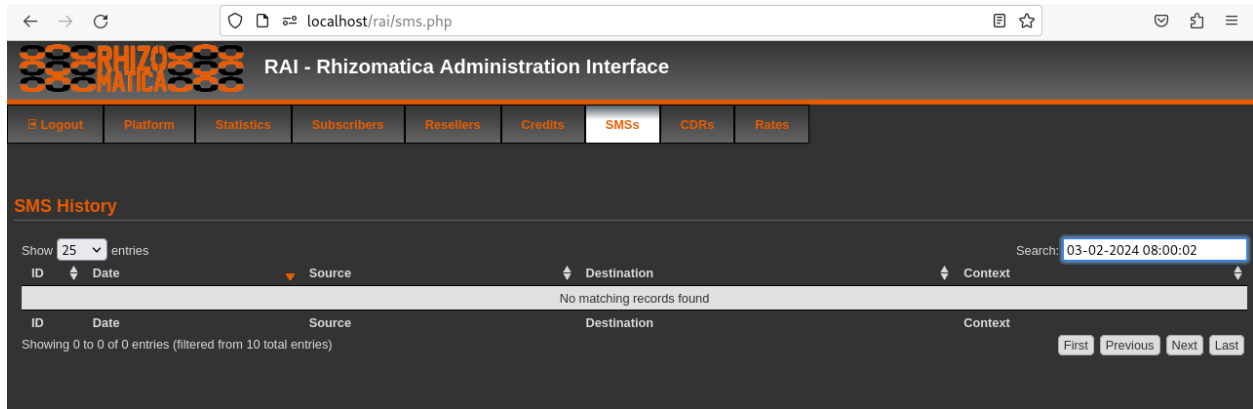 localhost/rai/sms.php
RHIZO
MATICA
RAI - Rhizomatica Administration Interface
Logout Platform Statistics Subscribers Resellers Credits SMSs CDRs Rates
SMS History
Show 25 entries Search: 03-02-2024 08:00:02
ID Date Source Destination Context
No matching records found
ID Date Source Destination Context
Showing 0 to 0 of 0 entries (filtered from 10 total entries) First Previous Next Last